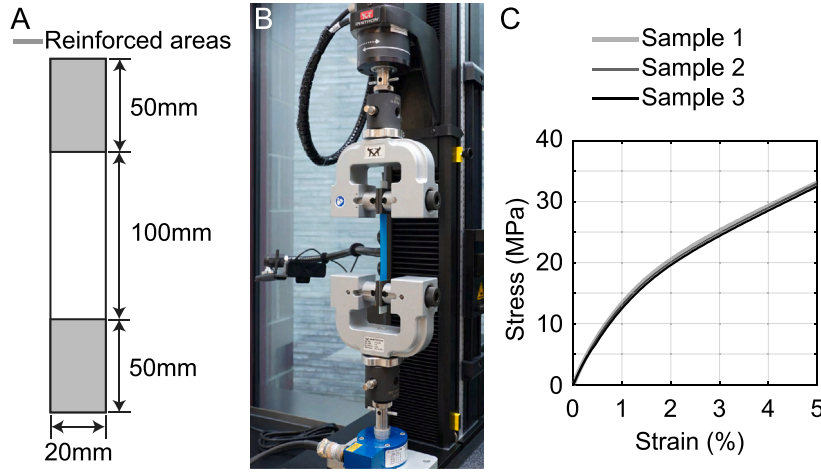 A
Reinforced areas
50mm
100mm
50mm
20mm
B
INSTRON
C
Sample 1
Sample 2
Sample 3
40
30
20
10
0
0 1 2 3 4 5
Stress (MPa)
Strain (%)